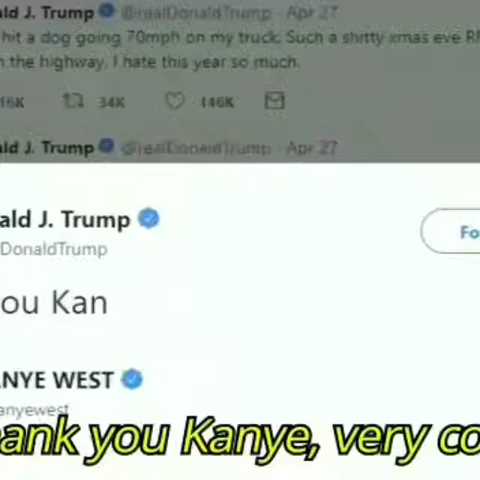 ald J. Trump @realDonaldTrump · Apr 27
hit a dog going 70mph on my truck. Such a shitty xmas eve
the highway. I hate this year so much.
16K 34K 146K
ald J. Trump @realDonaldTrump · Apr 27
ald J. Trump
DonaldTrump
Fo
ou Kan
NYE WEST
anyewest
ank you Kanye, very co